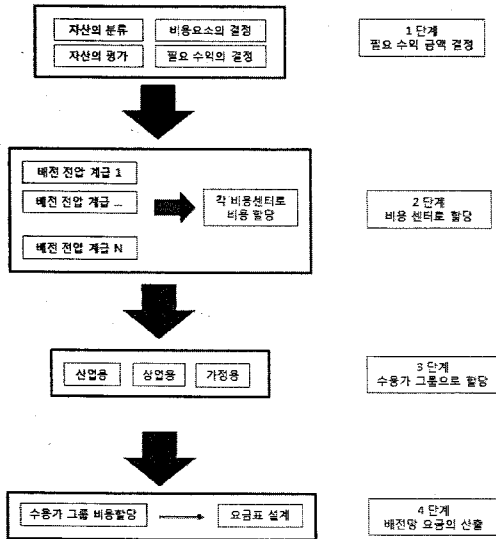 자산의 분류
비용요소의 결정
자산의 평가
필요 수익의 결정
1 단계
필요 수익 금액 결정
배전 전압 계급 1
배전 전압 계급 ...
배전 전압 계급 N
각 비용센터로
비용 할당
2 단계
비용 센터로 할당
산업용
상업용
가정용
3 단계
수용가 그룹으로 할당
수용가 그룹 비용할당
요금표 설계
4 단계
배전망 요금의 산출